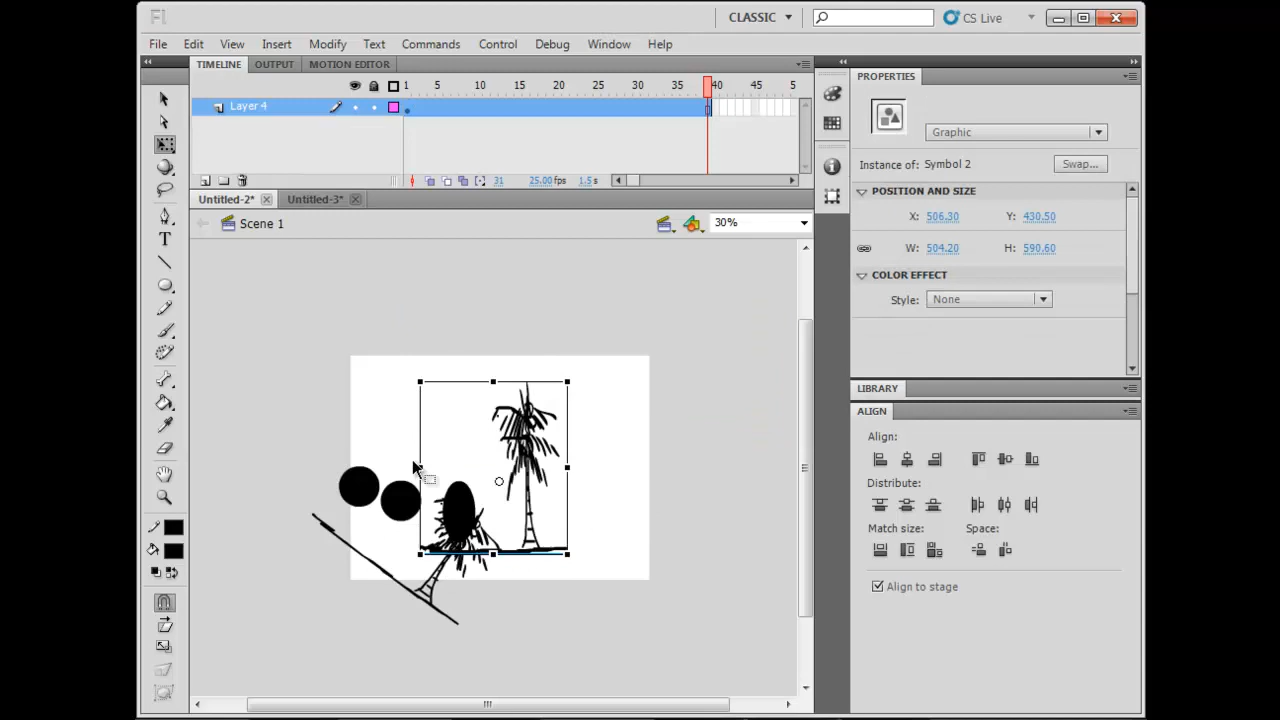 Fl CLASSIC CS Live
File Edit View Insert Modify Text Commands Control Debug Window Help
TIMELINE OUTPUT MOTION EDITOR
1 5 10 15 20 25 30 35 40 45 5
Layer 4
31 25.00 fps 1.5 s
Untitled-2* Untitled-3*
Scene 1 30%
T
PROPERTIES
Graphic
Instance of: Symbol 2 Swap...
POSITION AND SIZE
X: 506.30 Y: 430.50
W: 504.20 H: 590.60
COLOR EFFECT
Style: None
LIBRARY
ALIGN
Align:
Distribute:
Match size: Space:
Align to stage